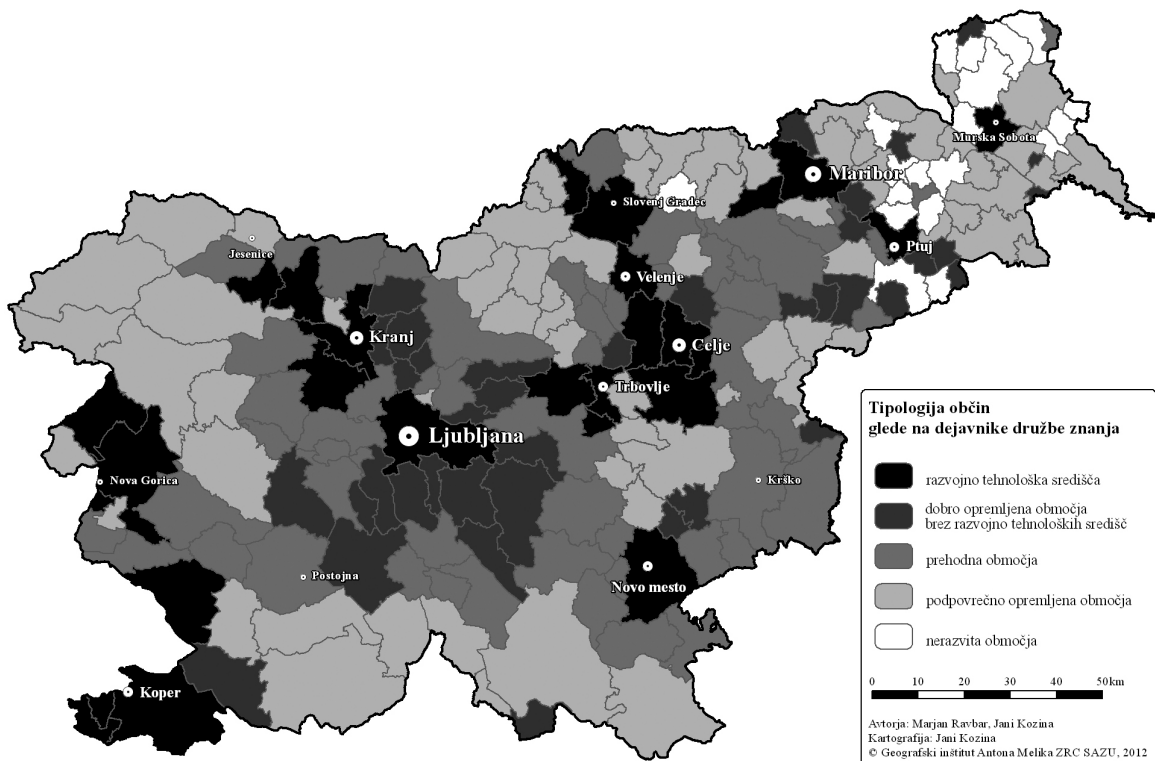 Murska Sobota
Maribor
Slovenj Gradec
Jesenice
Ptuj
Velenje
Kranj
Celje
Trbovlje
Ljubljana
Nova Gorica
Krško
Postojna
Novo mesto
Koper
Tipologija občin
glede na dejavnike družbe znanja
razvojno tehnološka središča
dobro opremljena območja
brez razvojno tehnoloških središč
prehodna območja
podpovrečno opremljena območja
nerazvita območja
0 10 20 30 40 50 km
Avtorja: Marjan Ravbar, Jani Kozina
Kartografija: Jani Kozina
© Geografski inštitut Antona Melika ZRC SAZU, 2012